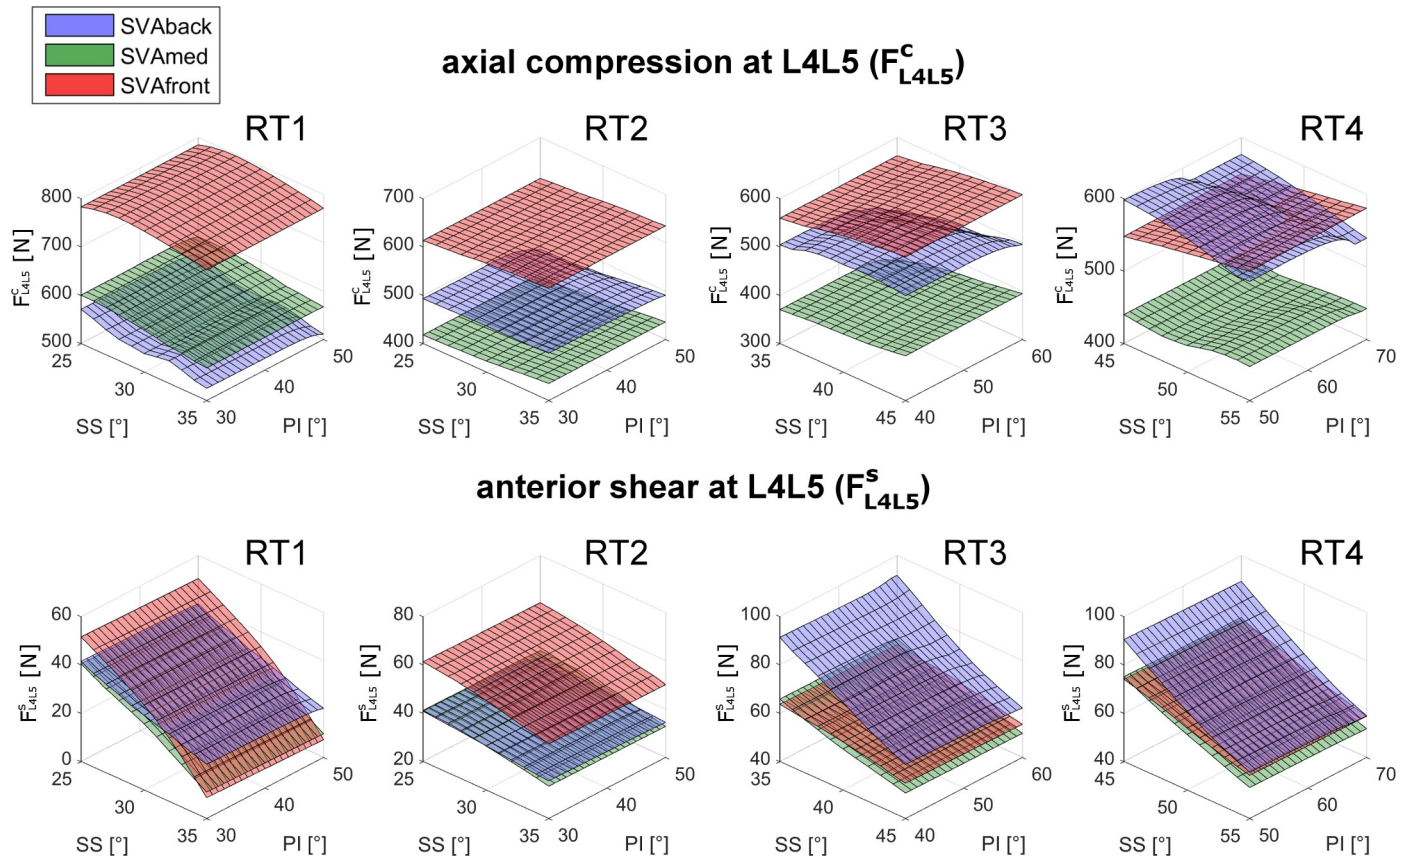 SVAback
SVAmed
SVAfront
axial compression at L4L5 (F^c_L4L5)
RT1
RT2
RT3
RT4
F^c_L4L5 [N]
800
700
600
500
25
30
35
SS [°]
30
40
50
PI [°]
F^c_L4L5 [N]
700
600
500
400
25
30
35
SS [°]
30
40
50
PI [°]
F^c_L4L5 [N]
600
500
400
300
35
40
45
SS [°]
40
50
60
PI [°]
F^c_L4L5 [N]
600
500
400
45
50
55
SS [°]
50
60
70
PI [°]
anterior shear at L4L5 (F^s_L4L5)
RT1
RT2
RT3
RT4
F^s_L4L5 [N]
60
40
20
0
25
30
35
SS [°]
30
40
50
PI [°]
F^s_L4L5 [N]
80
60
40
20
25
30
35
SS [°]
30
40
50
PI [°]
F^s_L4L5 [N]
100
80
60
40
35
40
45
SS [°]
40
50
60
PI [°]
F^s_L4L5 [N]
100
80
60
40
45
50
55
SS [°]
50
60
70
PI [°]